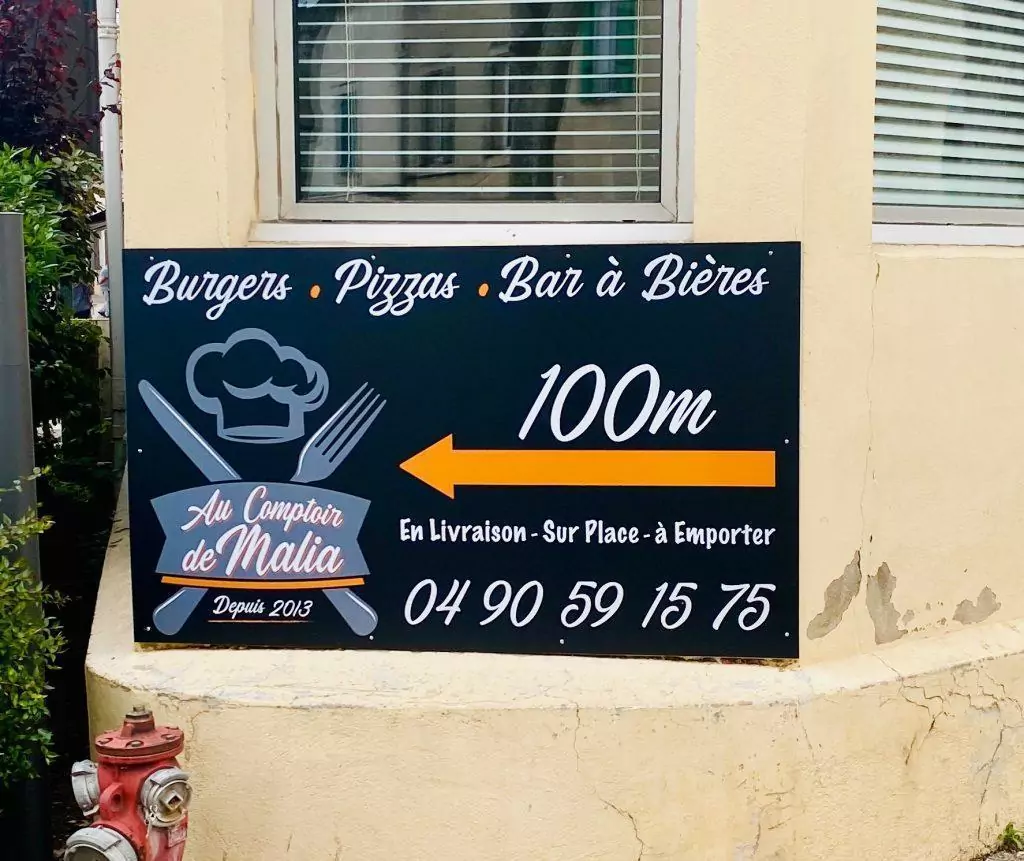 Burgers • Pizzas • Bar à Bières
100m
Au Comptoir
de Malia
Depuis 2013
En Livraison - Sur Place - à Emporter
04 90 59 15 75